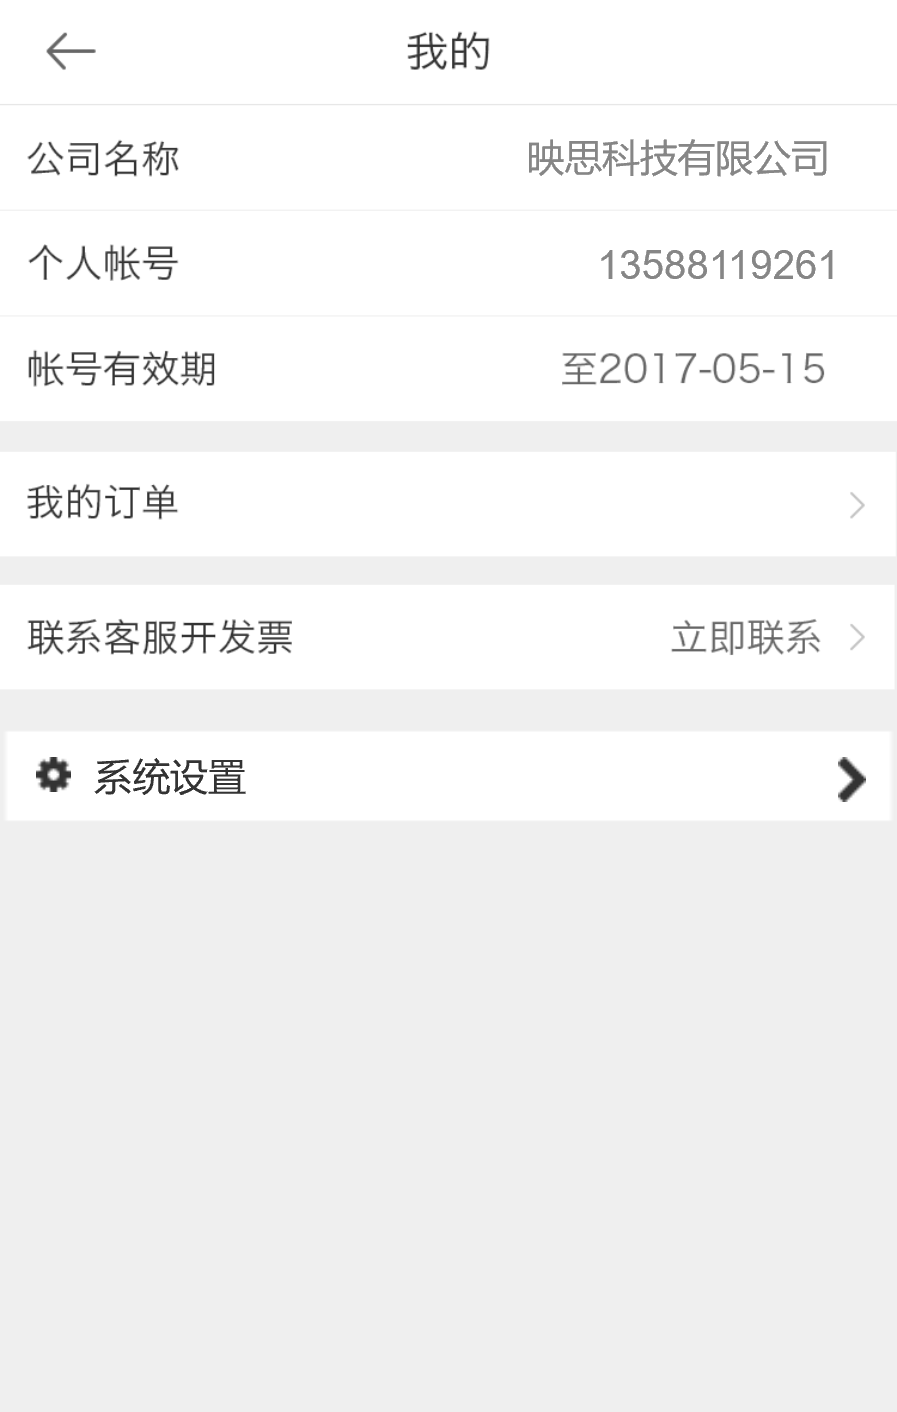 我的
公司名称 映思科技有限公司
个人帐号 13588119261
帐号有效期 至2017-05-15
我的订单
联系客服开发票 立即联系
系统设置